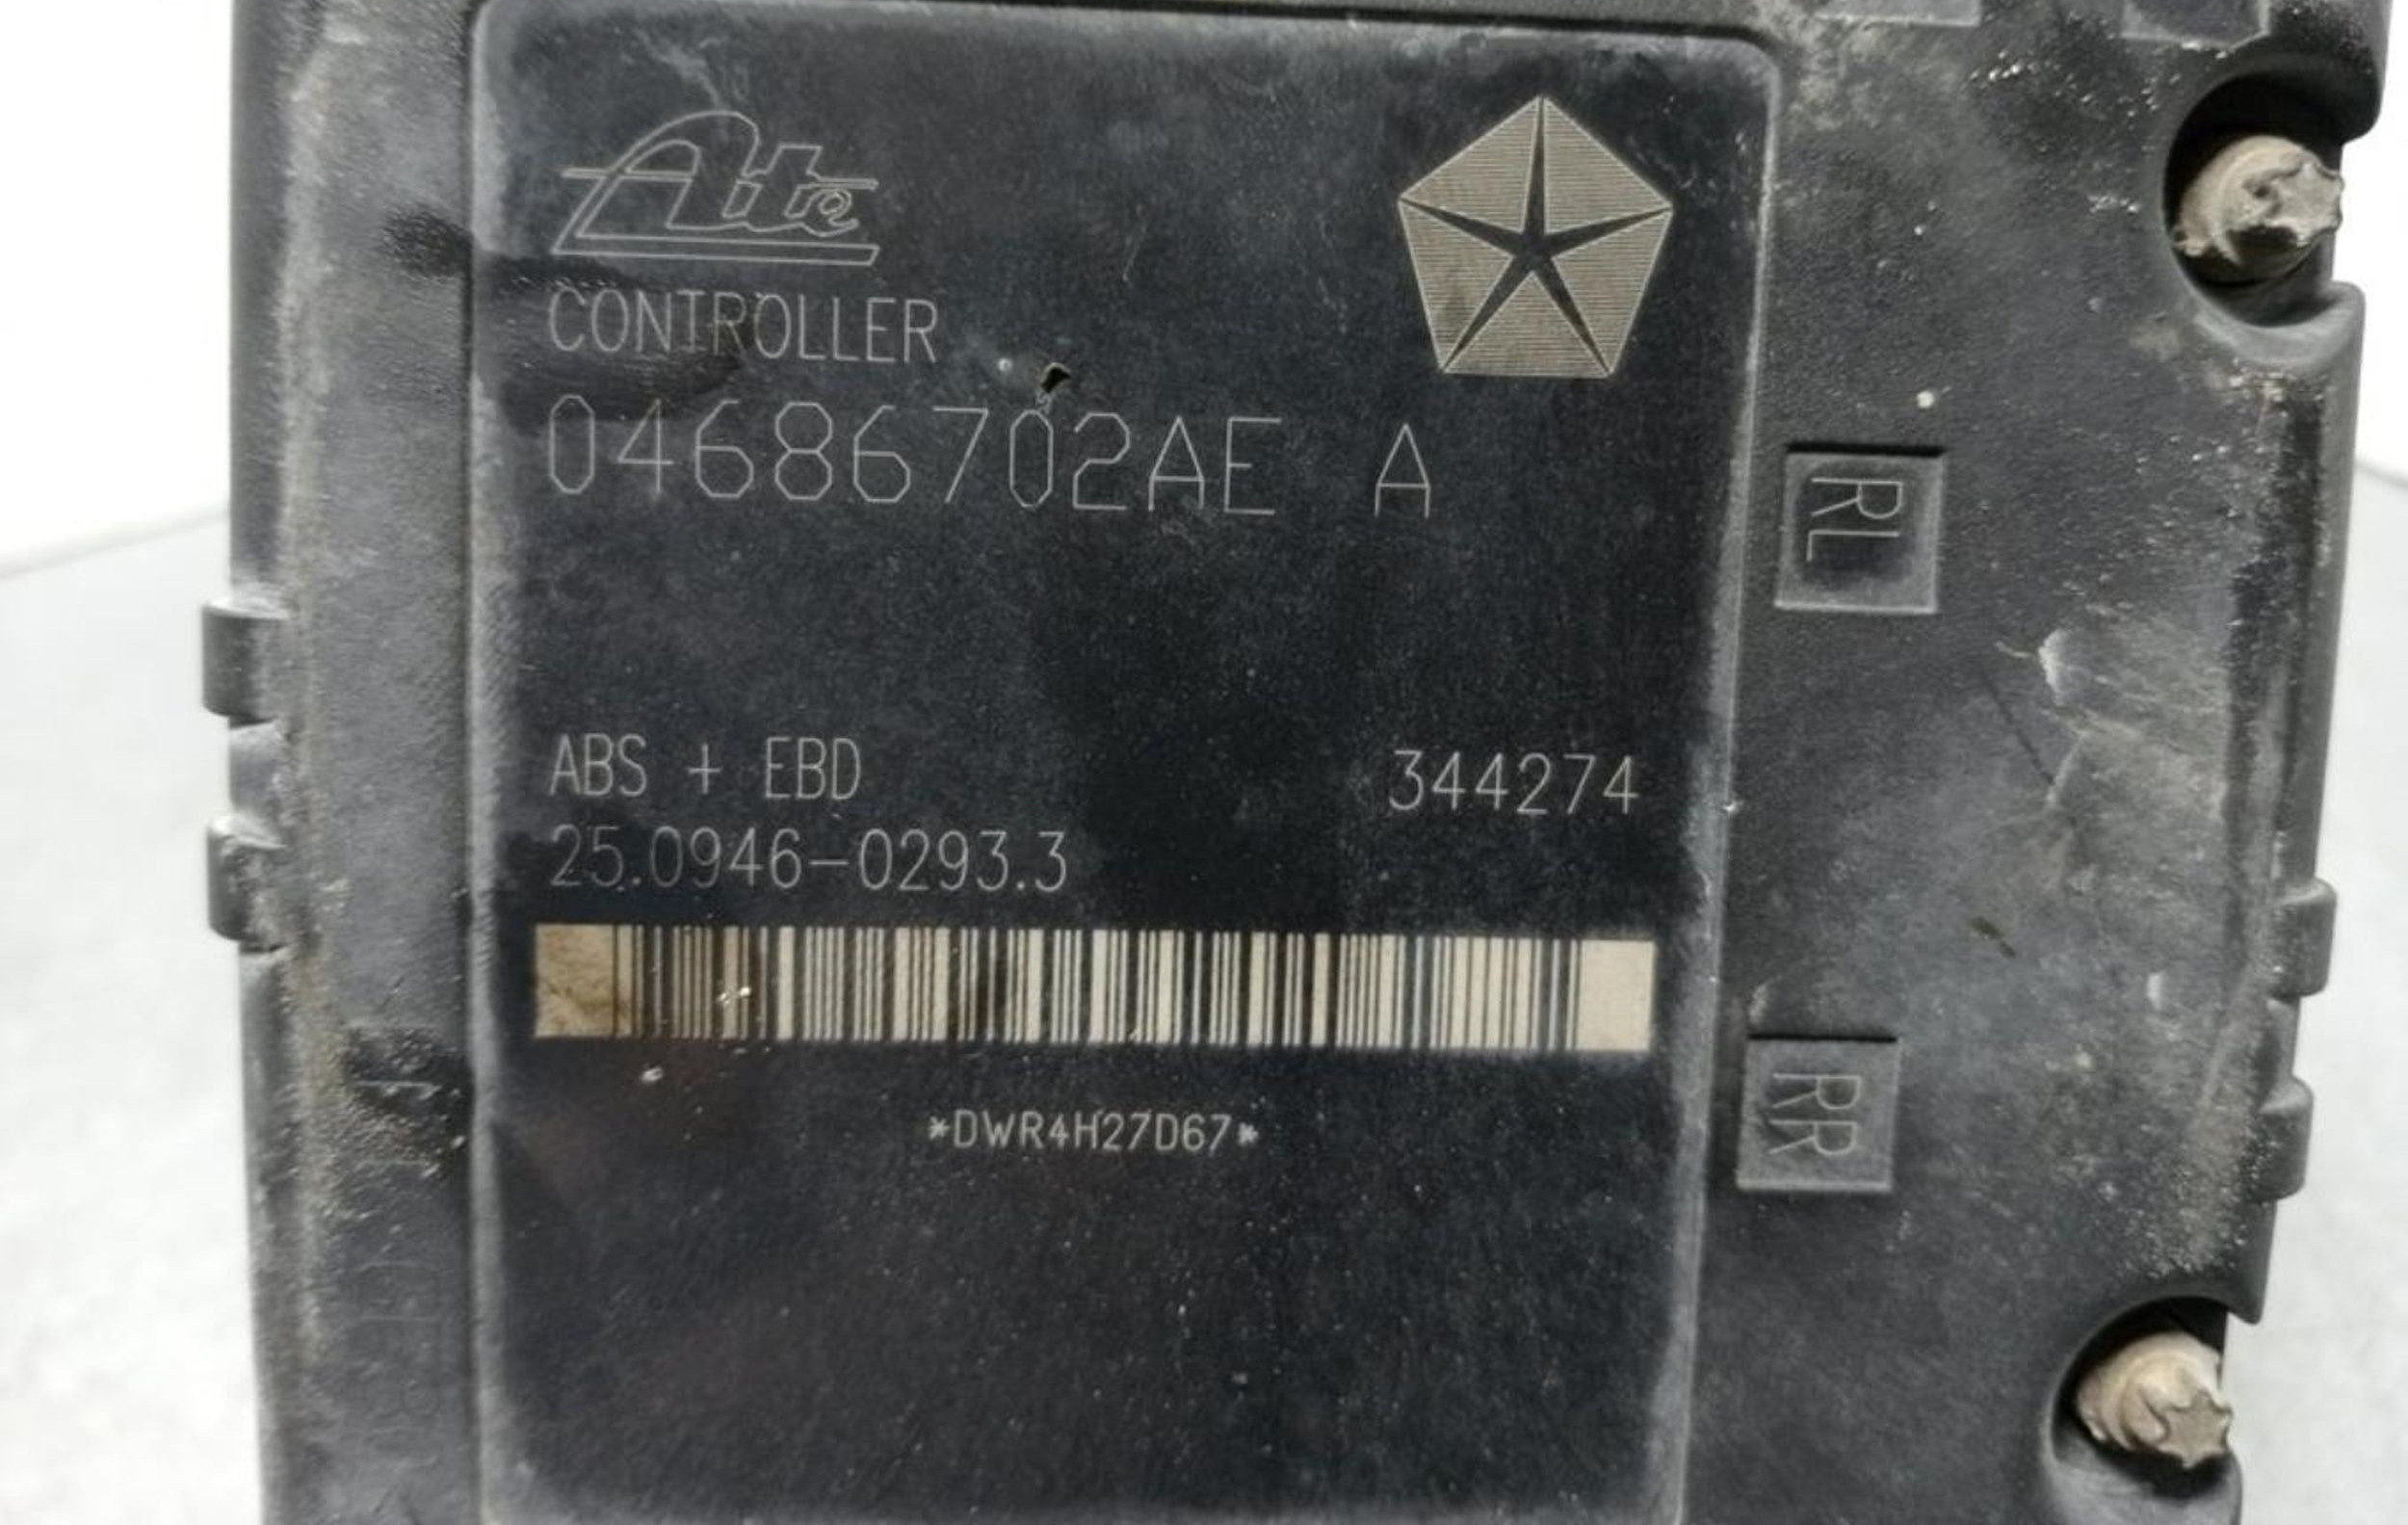 Ate
CONTROLLER
04686702AE A
RL
ABS + EBD 344274
25.0946-0293.3
RR
*DWR4H27D67*